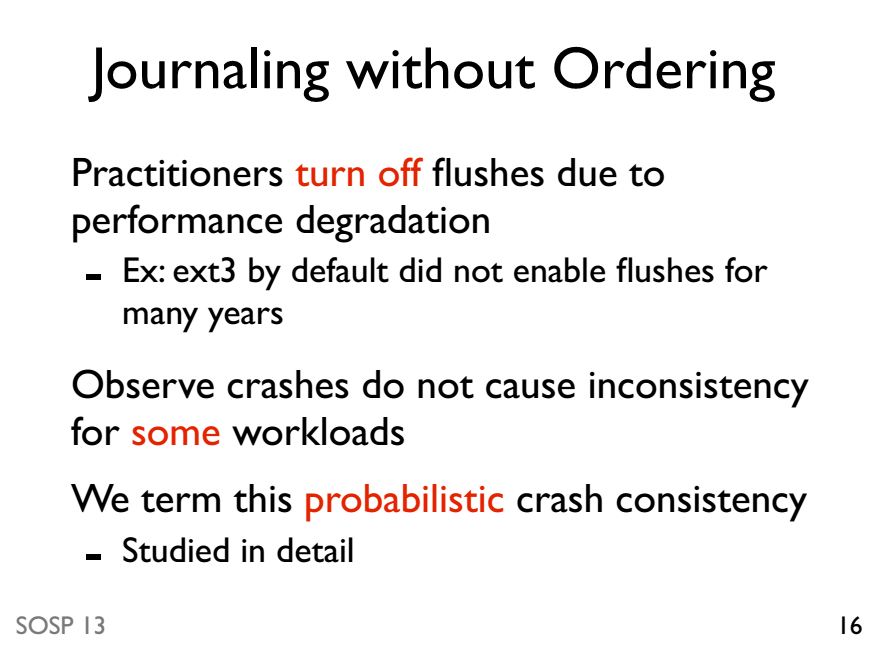 Journaling without Ordering
Practitioners turn off flushes due to
performance degradation
- Ex: ext3 by default did not enable flushes for
many years
Observe crashes do not cause inconsistency
for some workloads
We term this probabilistic crash consistency
- Studied in detail
SOSP 13
16